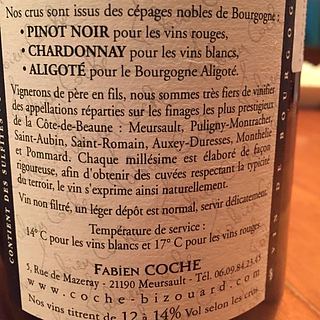 Nos crus sont issus des cépages nobles de Bourgogne :
• PINOT NOIR pour les vins rouges,
• CHARDONNAY pour les vins blancs,
• ALIGOTÉ pour le Bourgogne Aligoté.
Vignerons de père en fils, nous sommes très fiers de vinifier
des appellations réparties sur les finages les plus prestigieux
de la Côte-de-Beaune : Meursault, Puligny-Montrachet,
Saint-Aubin, Saint-Romain, Auxey-Duresses, Monthelie
et Pommard. Chaque millésime est élaboré de façon
rigoureuse, afin d'obtenir des cuvées respectant la typicité
du terroir, le vin s'exprime ainsi naturellement.
Vin non filtré, un léger dépôt est normal, servir délicatement.
Température de service :
14° C pour les vins blancs et 17° C pour les vins rouges.
FABIEN COCHE
5, Rue de Mazeray - 21190 Meursault - Tél. 06.09.84.23.45
www.coche-bizouard.com
Nos vins titrent de 12 à 14% Vol selon les crus.
CONTIENT DES SULFITES
VIN DE BOURGOG